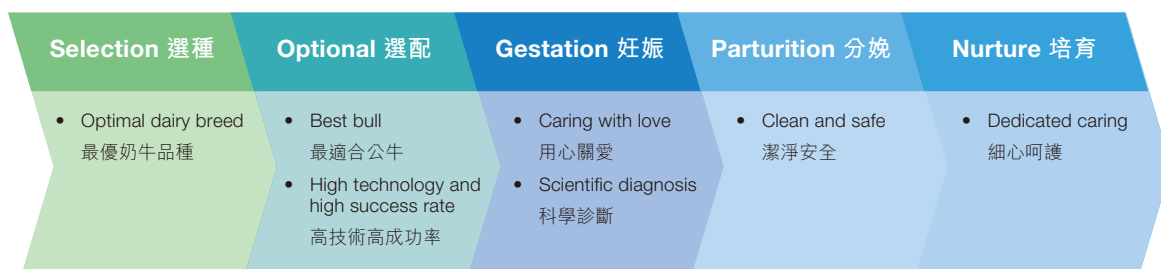 Selection 選種
Optional 選配
Gestation 妊娠
Parturition 分娩
Nurture 培育
• Optimal dairy breed
最優奶牛品種
• Best bull
最適合公牛
• High technology and
high success rate
高技術高成功率
• Caring with love
用心關愛
• Scientific diagnosis
科學診斷
• Clean and safe
潔淨安全
• Dedicated caring
細心呵護